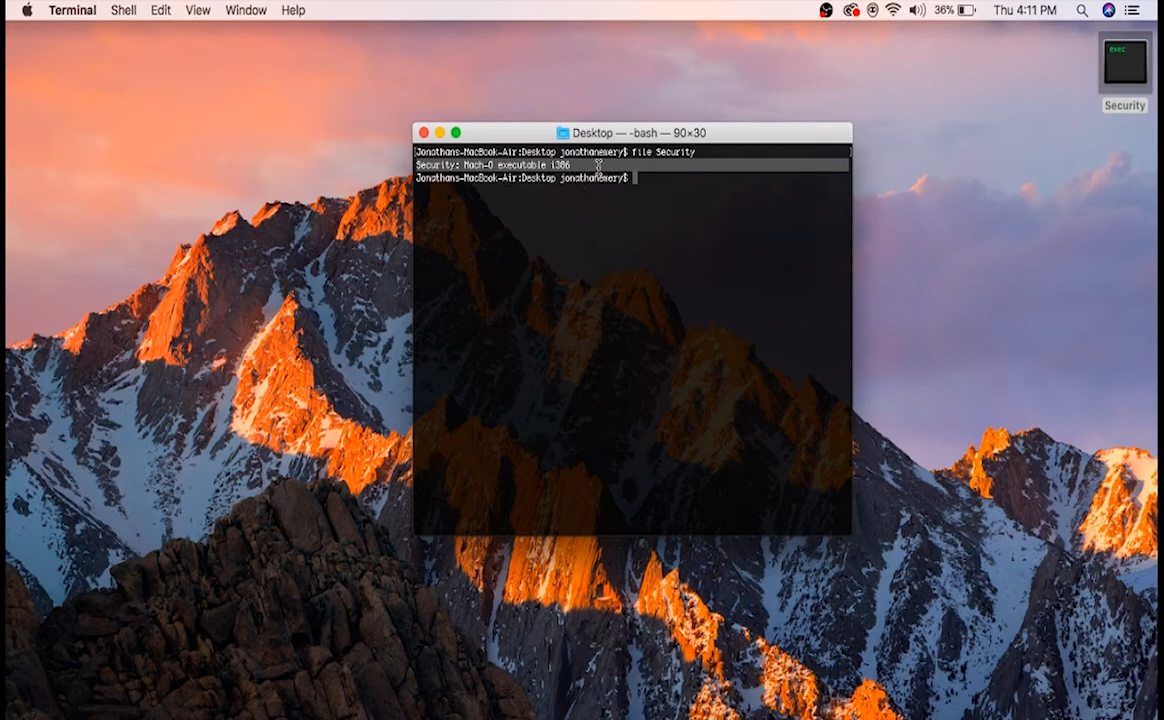 Terminal Shell Edit View Window Help 36% Thu 4:11 PM
exec
Security
Desktop — -bash — 90×30
[Jonathans-MacBook-Air:Desktop jonathanemery$ file Security ]
Security: Mach-O executable i386
Jonathans-MacBook-Air:Desktop jonathanemery$